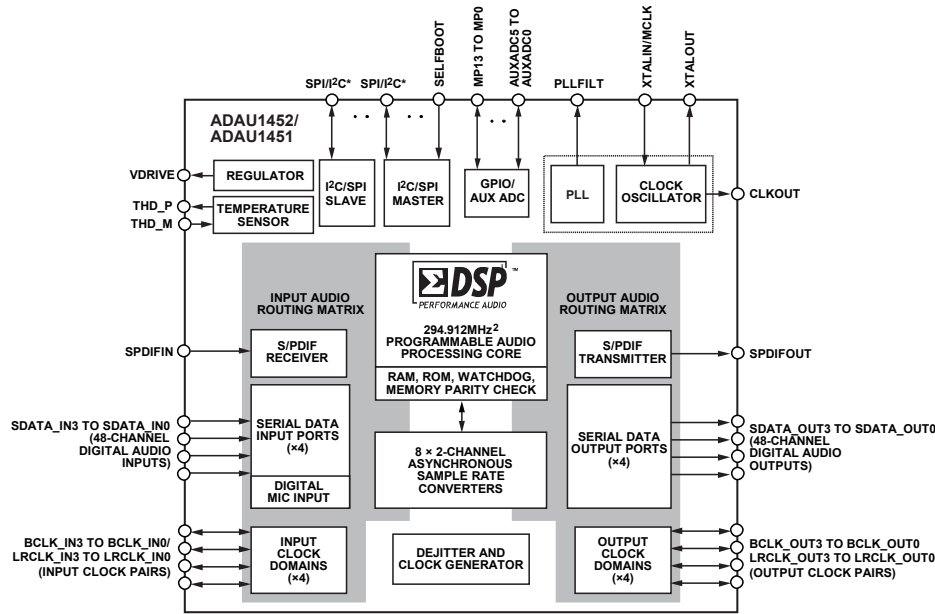 SPI/I²C*
SPI/I²C*
SELFBOOT
MP13 TO MP0
AUXADC5 TO
AUXADC0
PLLFILT
XTALIN/MCLK
XTALOUT
ADAU1452/
ADAU1451
VDRIVE
REGULATOR
THD_P
THD_M
TEMPERATURE
SENSOR
I²C/SPI
SLAVE
I²C/SPI
MASTER
GPIO/
AUX ADC
PLL
CLOCK
OSCILLATOR
CLKOUT
INPUT AUDIO
ROUTING MATRIX
ΣDSP™
PERFORMANCE AUDIO
294.912MHz²
PROGRAMMABLE AUDIO
PROCESSING CORE
RAM, ROM, WATCHDOG,
MEMORY PARITY CHECK
OUTPUT AUDIO
ROUTING MATRIX
SPDIFIN
S/PDIF
RECEIVER
S/PDIF
TRANSMITTER
SPDIFOUT
SDATA_IN3 TO SDATA_IN0
(48-CHANNEL
DIGITAL AUDIO
INPUTS)
SERIAL DATA
INPUT PORTS
(×4)
DIGITAL
MIC INPUT
8 × 2-CHANNEL
ASYNCHRONOUS
SAMPLE RATE
CONVERTERS
SERIAL DATA
OUTPUT PORTS
(×4)
SDATA_OUT3 TO SDATA_OUT0
(48-CHANNEL
DIGITAL AUDIO
OUTPUTS)
BCLK_IN3 TO BCLK_IN0/
LRCLK_IN3 TO LRCLK_IN0
(INPUT CLOCK PAIRS)
INPUT
CLOCK
DOMAINS
(×4)
DEJITTER AND
CLOCK GENERATOR
OUTPUT
CLOCK
DOMAINS
(×4)
BCLK_OUT3 TO BCLK_OUT0
LRCLK_OUT3 TO LRCLK_OUT0
(OUTPUT CLOCK PAIRS)